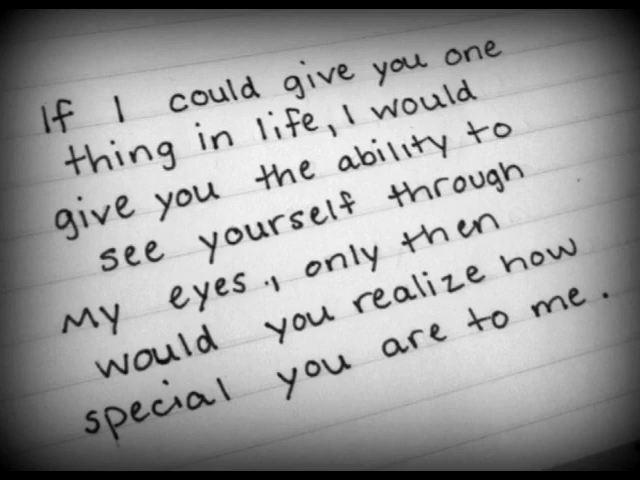 If I could give you one
thing in life, I would
give you the ability to
see yourself through
my eyes., only then
would you realize how
special you are to me.